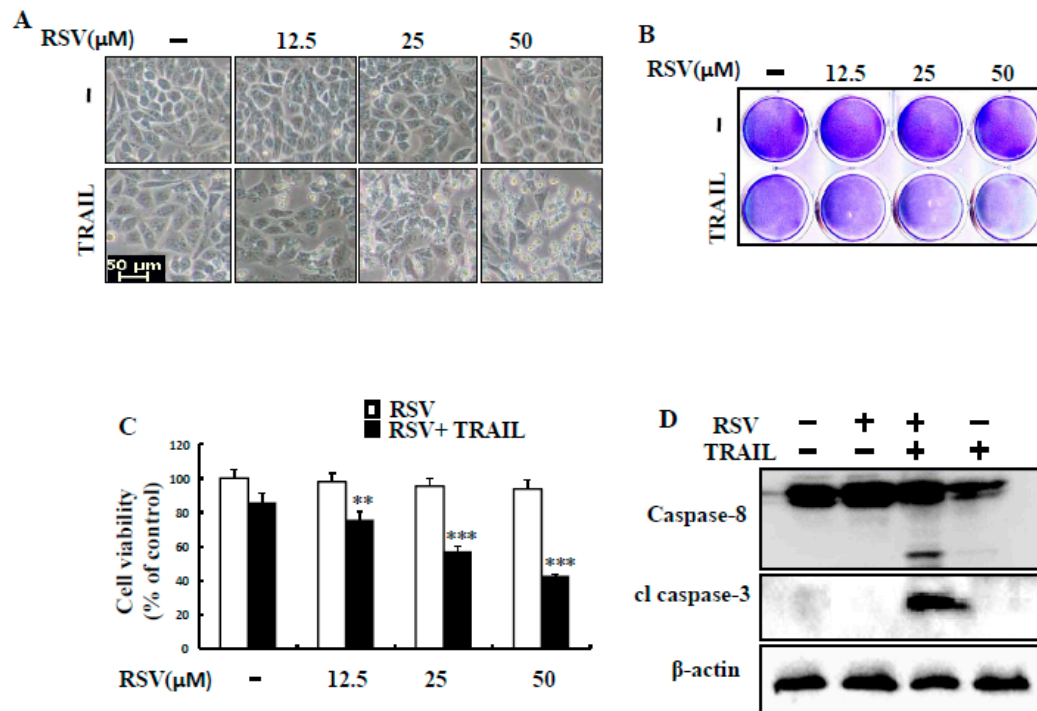 A
RSV(μM) – 12.5 25 50
–
TRAIL
50 μm
B
RSV(μM) – 12.5 25 50
–
TRAIL
C
RSV
RSV+ TRAIL
Cell viability
(% of control)
120
100
80
60
40
20
0
**
***
***
RSV(μM) – 12.5 25 50
D
RSV – + + –
TRAIL – – + +
Caspase-8
cl caspase-3
β-actin